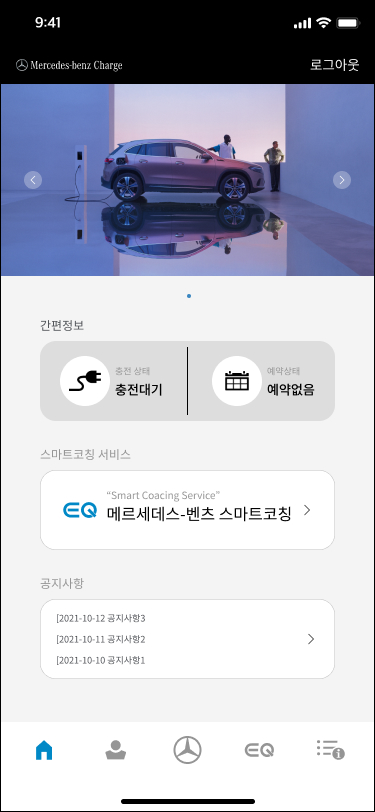 9:41
Mercedes-benz Charge
로그아웃
간편정보
충전 상태
충전대기
예약상태
예약없음
스마트코칭 서비스
EQ
“Smart Coacing Service”
메르세데스-벤츠 스마트코칭
공지사항
[2021-10-12 공지사항3
[2021-10-11 공지사항2
[2021-10-10 공지사항1
EQ